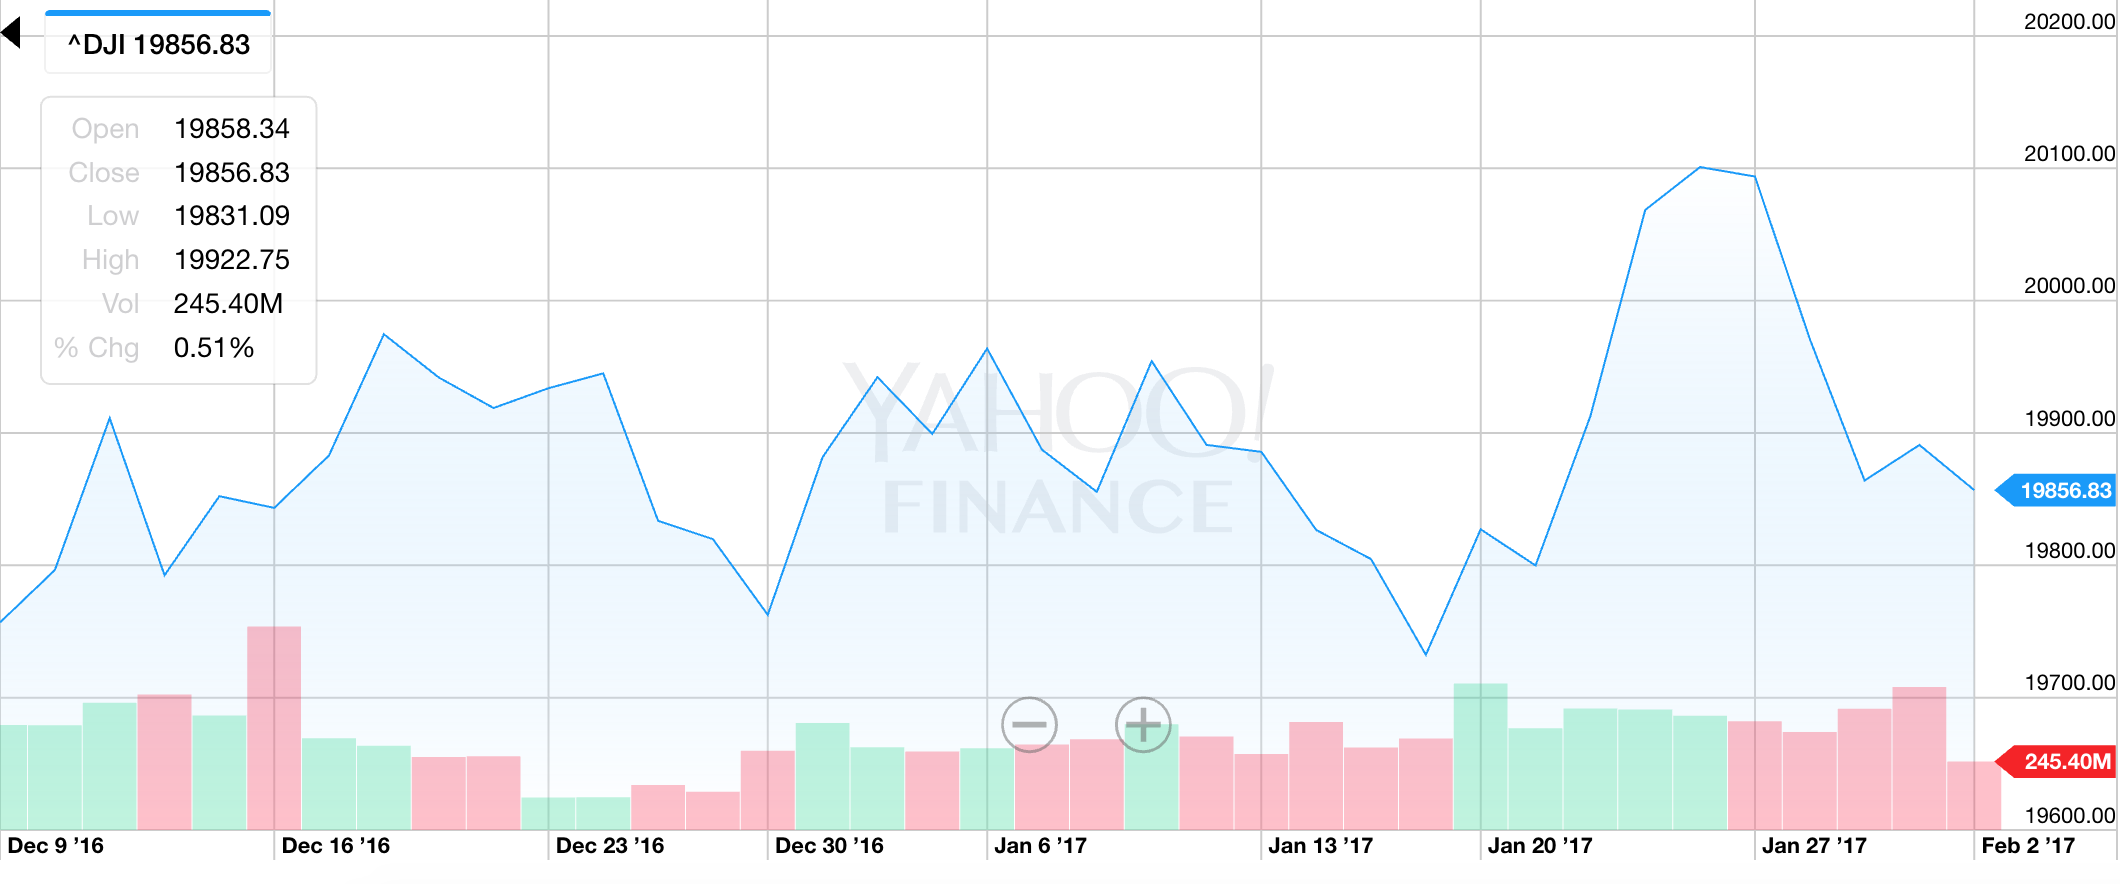 ^DJI 19856.83
Open 19858.34
Close 19856.83
Low 19831.09
High 19922.75
Vol 245.40M
% Chg 0.51%
20200.00
20100.00
20000.00
19900.00
19856.83
19800.00
19700.00
245.40M
19600.00
YAHOO!
FINANCE
Dec 9 ’16 Dec 16 ’16 Dec 23 ’16 Dec 30 ’16 Jan 6 ’17 Jan 13 ’17 Jan 20 ’17 Jan 27 ’17 Feb 2 ’17